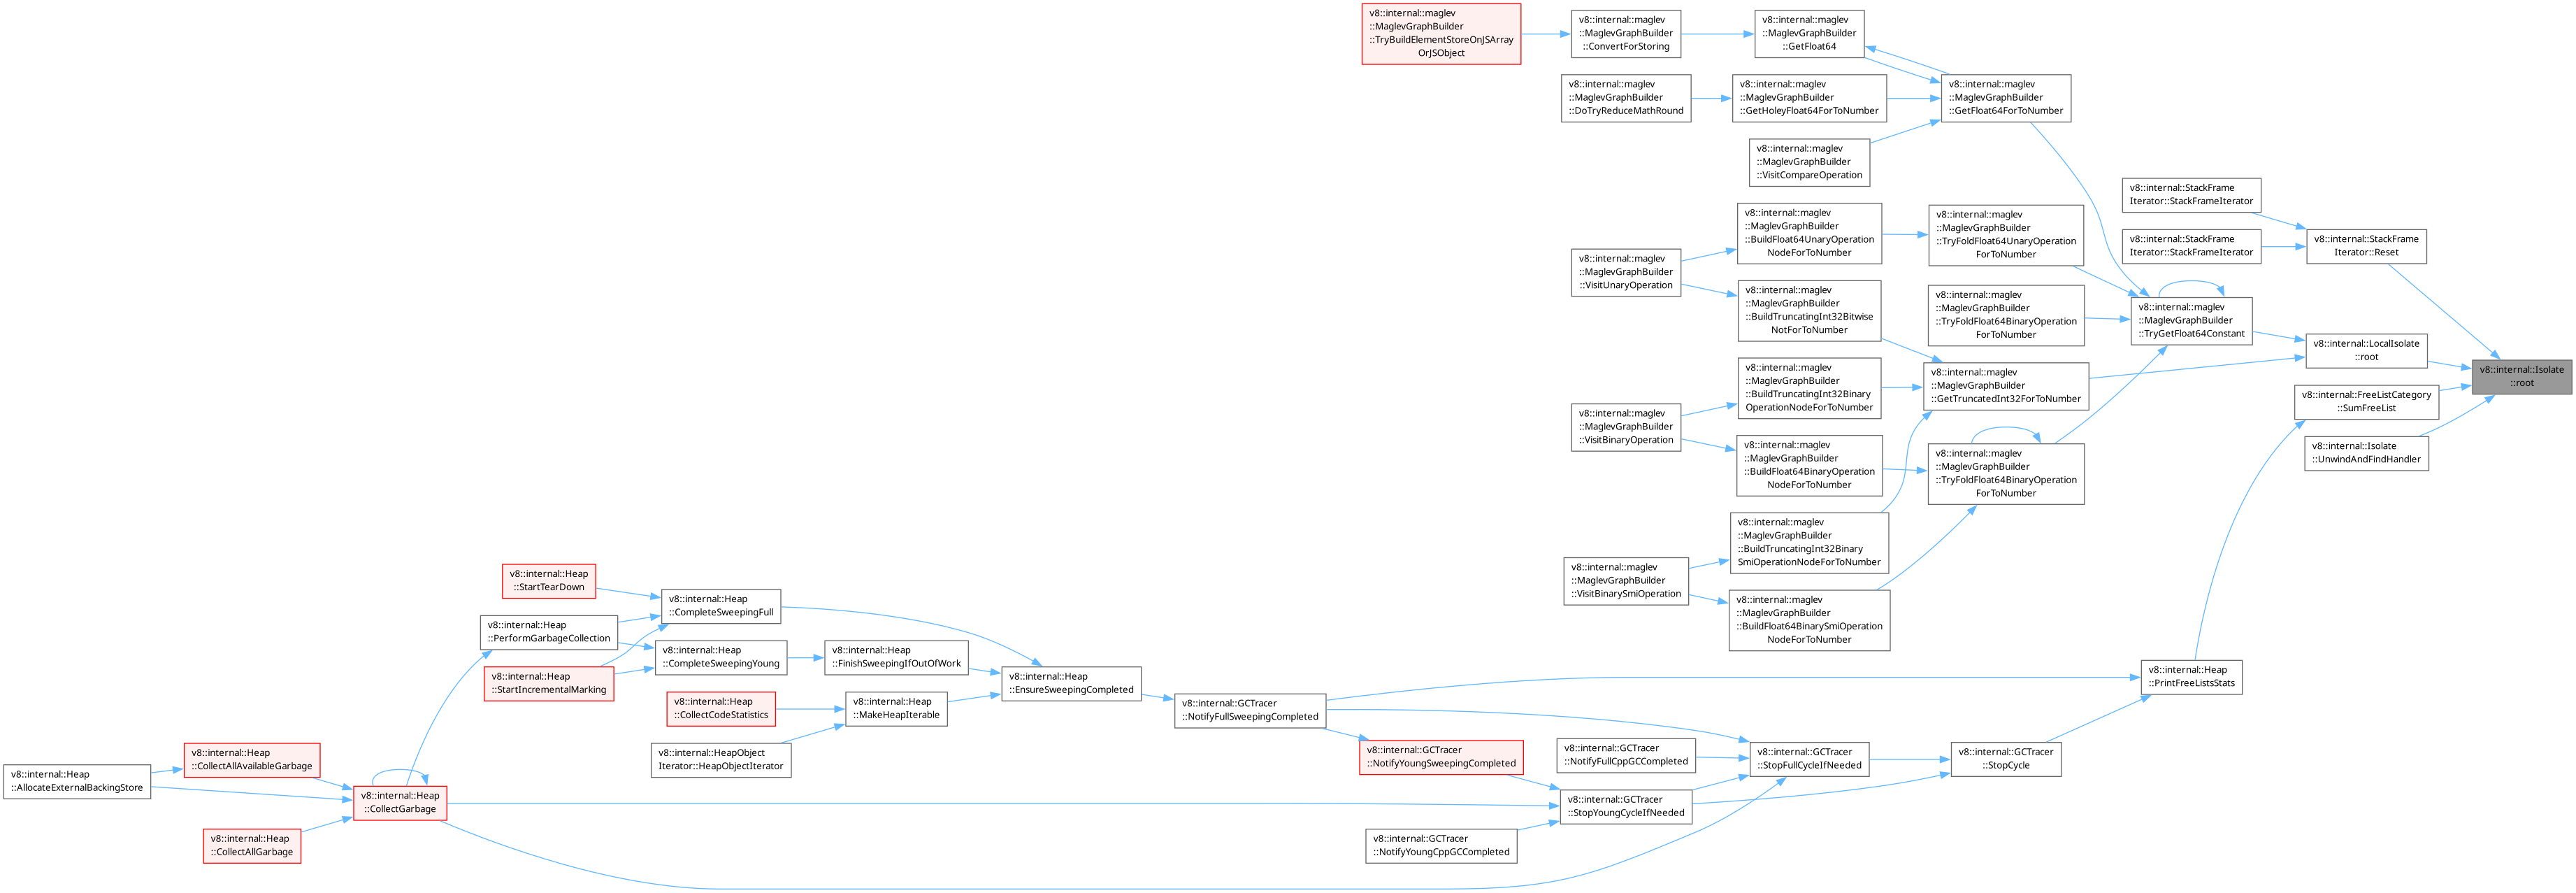 v8::internal::maglev
::MaglevGraphBuilder
::TryBuildElementStoreOnJSArray
OrJSObject
v8::internal::maglev
::MaglevGraphBuilder
::ConvertForStoring
v8::internal::maglev
::MaglevGraphBuilder
::GetFloat64
v8::internal::maglev
::MaglevGraphBuilder
::DoTryReduceMathRound
v8::internal::maglev
::MaglevGraphBuilder
::GetHoleyFloat64ForToNumber
v8::internal::maglev
::MaglevGraphBuilder
::GetFloat64ForToNumber
v8::internal::maglev
::MaglevGraphBuilder
::VisitCompareOperation
v8::internal::StackFrame
Iterator::StackFrameIterator
v8::internal::StackFrame
Iterator::StackFrameIterator
v8::internal::StackFrame
Iterator::Reset
v8::internal::maglev
::MaglevGraphBuilder
::BuildFloat64UnaryOperation
NodeForToNumber
v8::internal::maglev
::MaglevGraphBuilder
::TryFoldFloat64UnaryOperation
ForToNumber
v8::internal::maglev
::MaglevGraphBuilder
::VisitUnaryOperation
v8::internal::maglev
::MaglevGraphBuilder
::BuildTruncatingInt32Bitwise
NotForToNumber
v8::internal::maglev
::MaglevGraphBuilder
::TryFoldFloat64BinaryOperation
ForToNumber
v8::internal::maglev
::MaglevGraphBuilder
::TryGetFloat64Constant
v8::internal::LocalIsolate
::root
v8::internal::Isolate
::root
v8::internal::maglev
::MaglevGraphBuilder
::BuildTruncatingInt32Binary
OperationNodeForToNumber
v8::internal::maglev
::MaglevGraphBuilder
::GetTruncatedInt32ForToNumber
v8::internal::FreeListCategory
::SumFreeList
v8::internal::maglev
::MaglevGraphBuilder
::VisitBinaryOperation
v8::internal::maglev
::MaglevGraphBuilder
::BuildFloat64BinaryOperation
NodeForToNumber
v8::internal::maglev
::MaglevGraphBuilder
::TryFoldFloat64BinaryOperation
ForToNumber
v8::internal::Isolate
::UnwindAndFindHandler
v8::internal::maglev
::MaglevGraphBuilder
::BuildTruncatingInt32Binary
SmiOperationNodeForToNumber
v8::internal::maglev
::MaglevGraphBuilder
::VisitBinarySmiOperation
v8::internal::maglev
::MaglevGraphBuilder
::BuildFloat64BinarySmiOperation
NodeForToNumber
v8::internal::Heap
::StartTearDown
v8::internal::Heap
::CompleteSweepingFull
v8::internal::Heap
::PerformGarbageCollection
v8::internal::Heap
::CompleteSweepingYoung
v8::internal::Heap
::FinishSweepingIfOutOfWork
v8::internal::Heap
::StartIncrementalMarking
v8::internal::Heap
::EnsureSweepingCompleted
v8::internal::Heap
::PrintFreeListsStats
v8::internal::Heap
::CollectCodeStatistics
v8::internal::Heap
::MakeHeapIterable
v8::internal::GCTracer
::NotifyFullSweepingCompleted
v8::internal::HeapObject
Iterator::HeapObjectIterator
v8::internal::GCTracer
::NotifyYoungSweepingCompleted
v8::internal::GCTracer
::NotifyFullCppGCCompleted
v8::internal::GCTracer
::StopFullCycleIfNeeded
v8::internal::GCTracer
::StopCycle
v8::internal::Heap
::AllocateExternalBackingStore
v8::internal::Heap
::CollectAllAvailableGarbage
v8::internal::Heap
::CollectGarbage
v8::internal::GCTracer
::StopYoungCycleIfNeeded
v8::internal::Heap
::CollectAllGarbage
v8::internal::GCTracer
::NotifyYoungCppGCCompleted